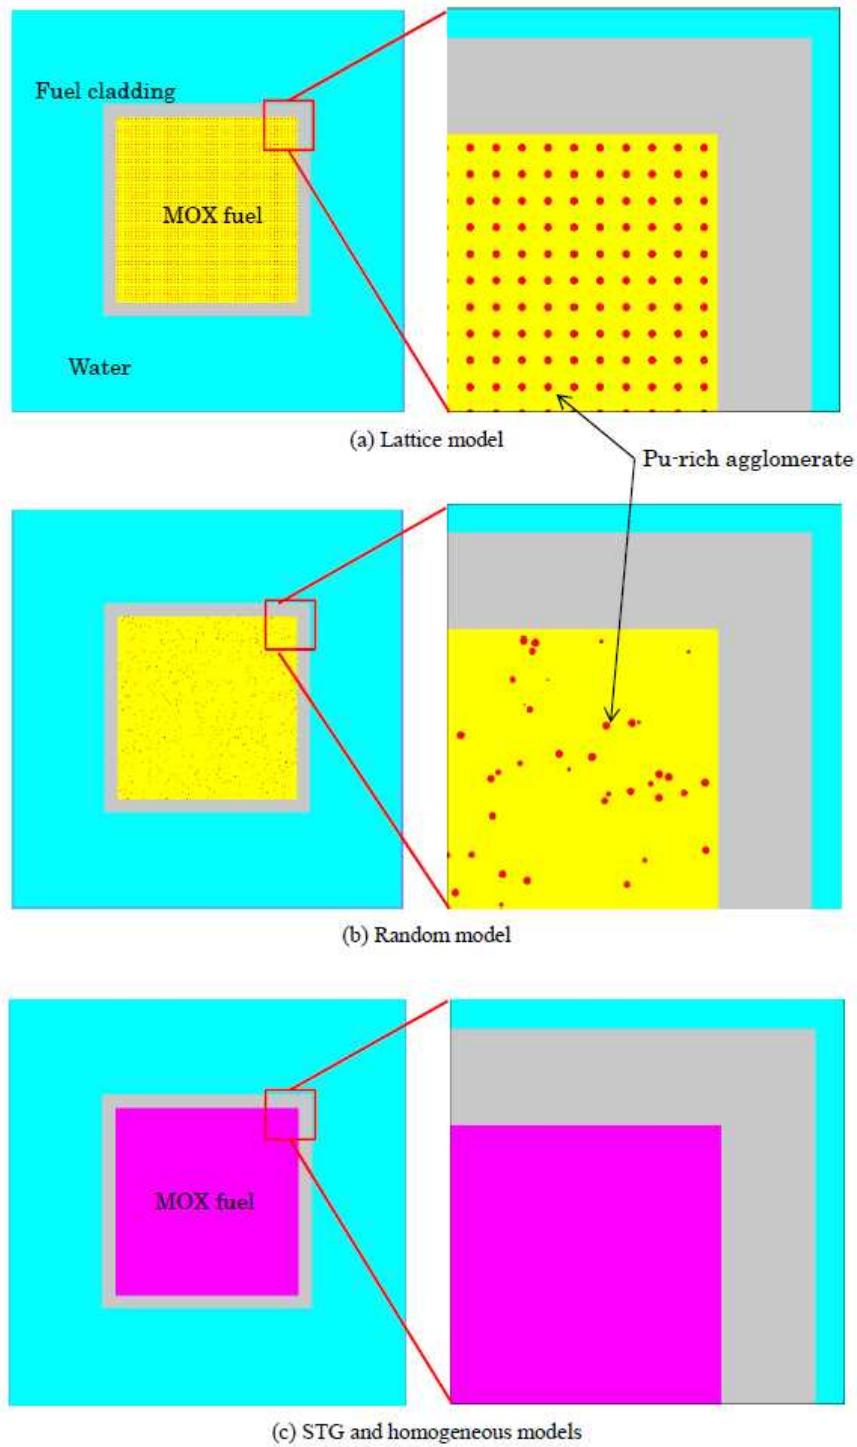 Fuel cladding
MOX fuel
Water
(a) Lattice model
Pu-rich agglomerate
(b) Random model
MOX fuel
(c) STG and homogeneous models